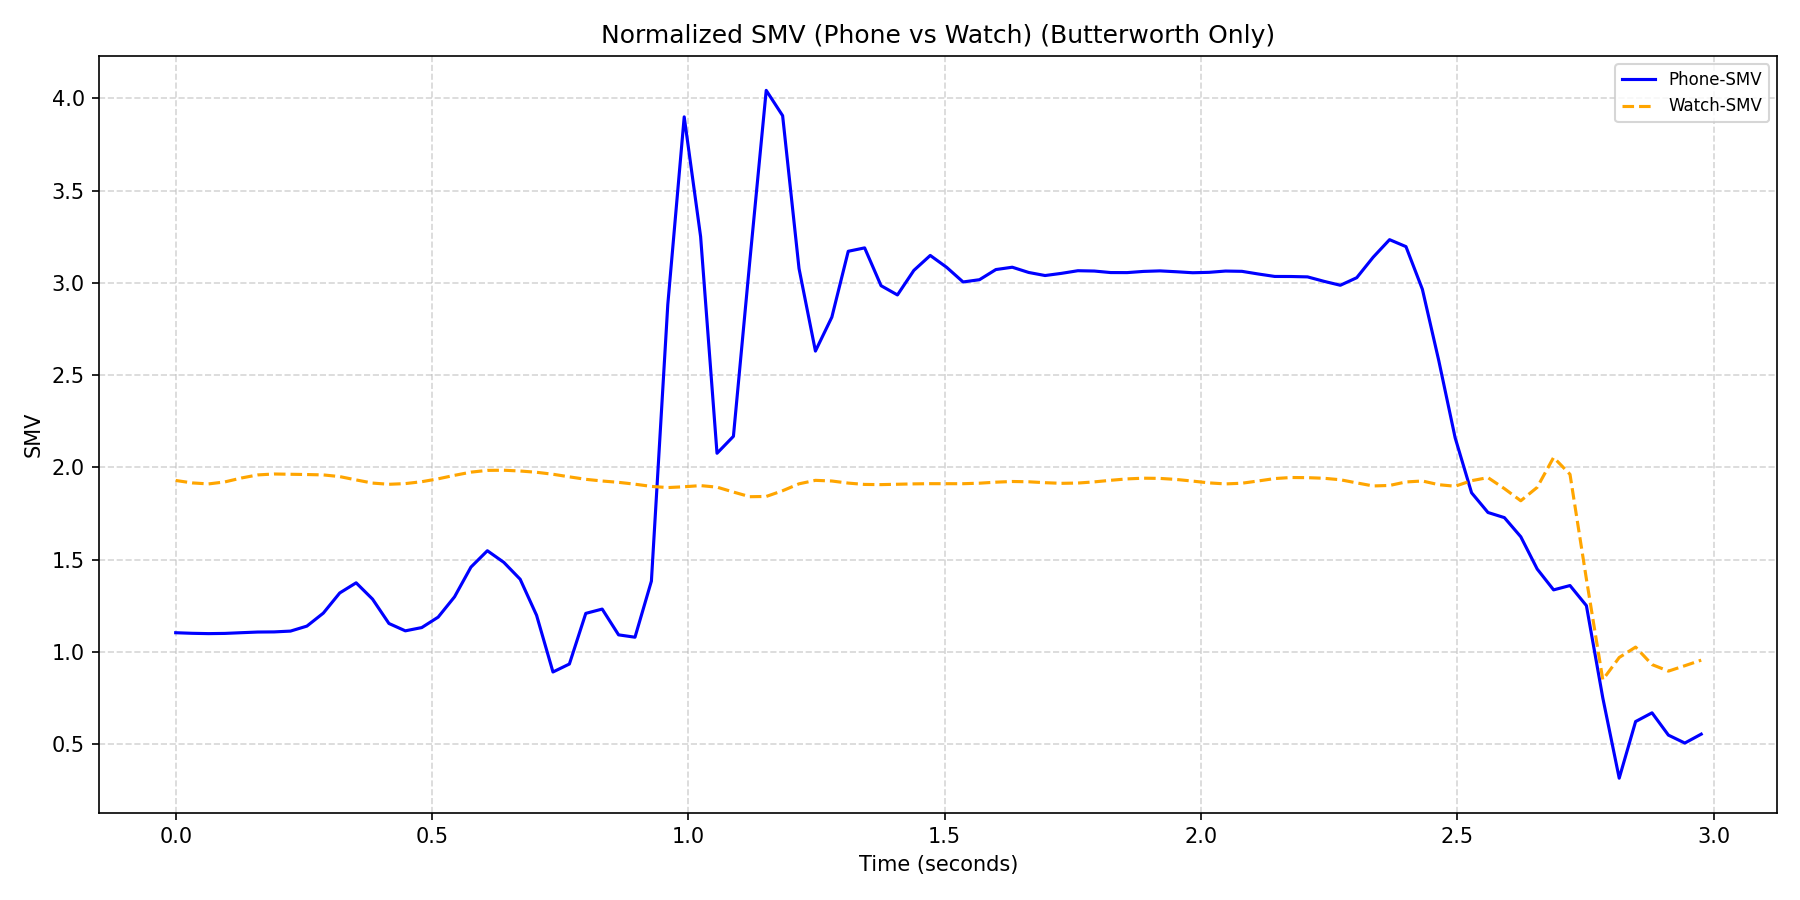 Normalized SMV (Phone vs Watch) (Butterworth Only)
Phone-SMV
Watch-SMV
4.0
3.5
3.0
2.5
2.0
1.5
1.0
0.5
SMV
0.0 0.5 1.0 1.5 2.0 2.5 3.0
Time (seconds)